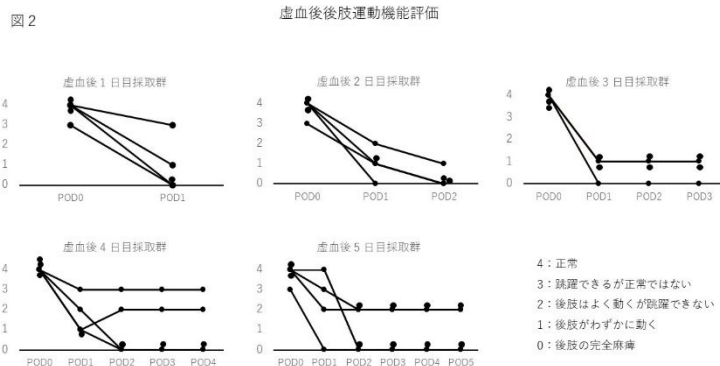 図2
虚血後後肢運動機能評価
虚血後1日目採取群
4
3
2
1
0
POD0 POD1
虚血後2日目採取群
4
3
2
1
0
POD0 POD1 POD2
虚血後3日目採取群
4
3
2
1
0
POD0 POD1 POD2 POD3
虚血後4日目採取群
4
3
2
1
0
POD0 POD1 POD2 POD3 POD4
虚血後5日目採取群
4
3
2
1
0
POD0 POD1 POD2 POD3 POD4 POD5
4：正常
3：跳躍できるが正常ではない
2：後肢はよく動くが跳躍できない
1：後肢がわずかに動く
0：後肢の完全麻痺